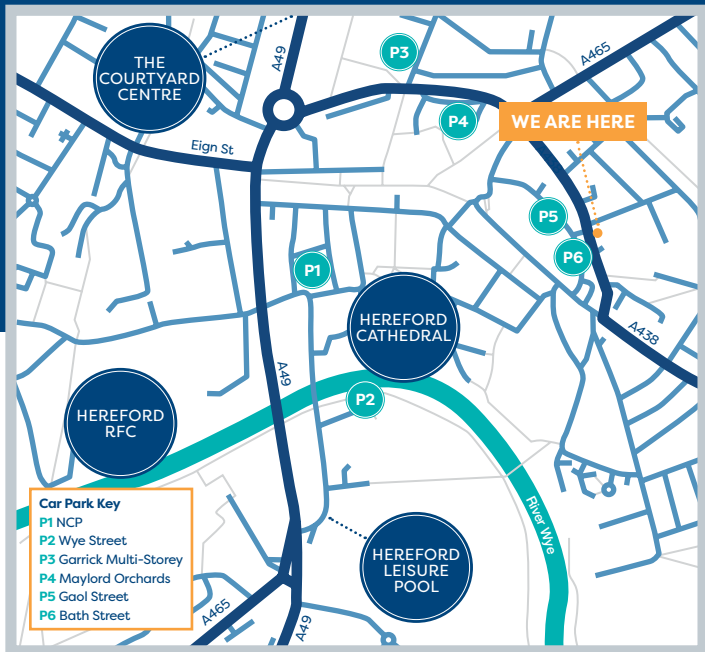 THE
COURTYARD
CENTRE
A49
P3
A465
P4
WE ARE HERE
Eign St
P5
P6
P1
HEREFORD
CATHEDRAL
A438
A49
P2
HEREFORD
RFC
River Wye
Car Park Key
P1 NCP
P2 Wye Street
P3 Garrick Multi-Storey
P4 Maylord Orchards
P5 Gaol Street
P6 Bath Street
HEREFORD
LEISURE
POOL
A465
A49